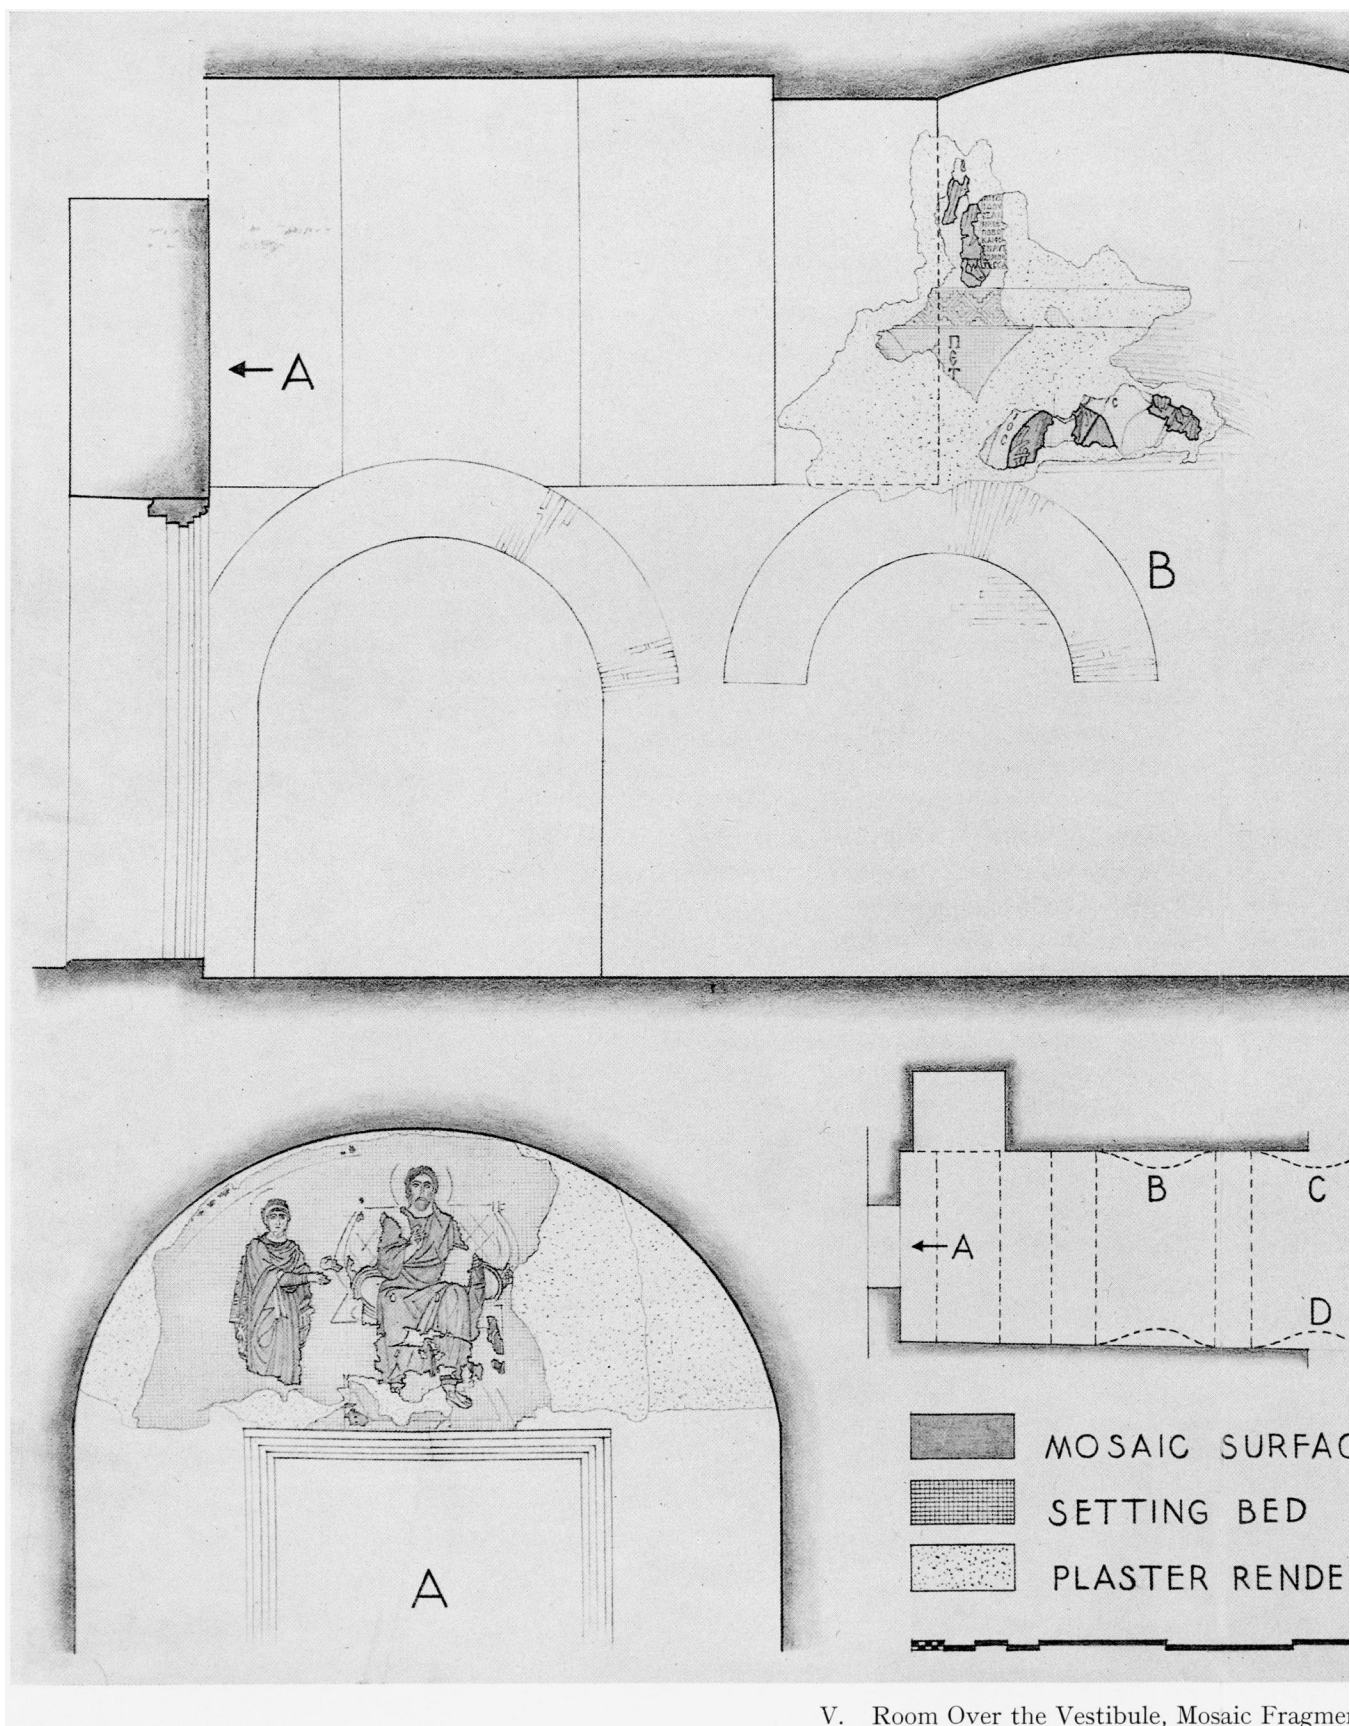 A
Π
Є
Τ
Ι
Ο
С
С
B
A
B
C
D
A
MOSAIC SURFAC
SETTING BED
PLASTER RENDE
V. Room Over the Vestibule, Mosaic Fragmen